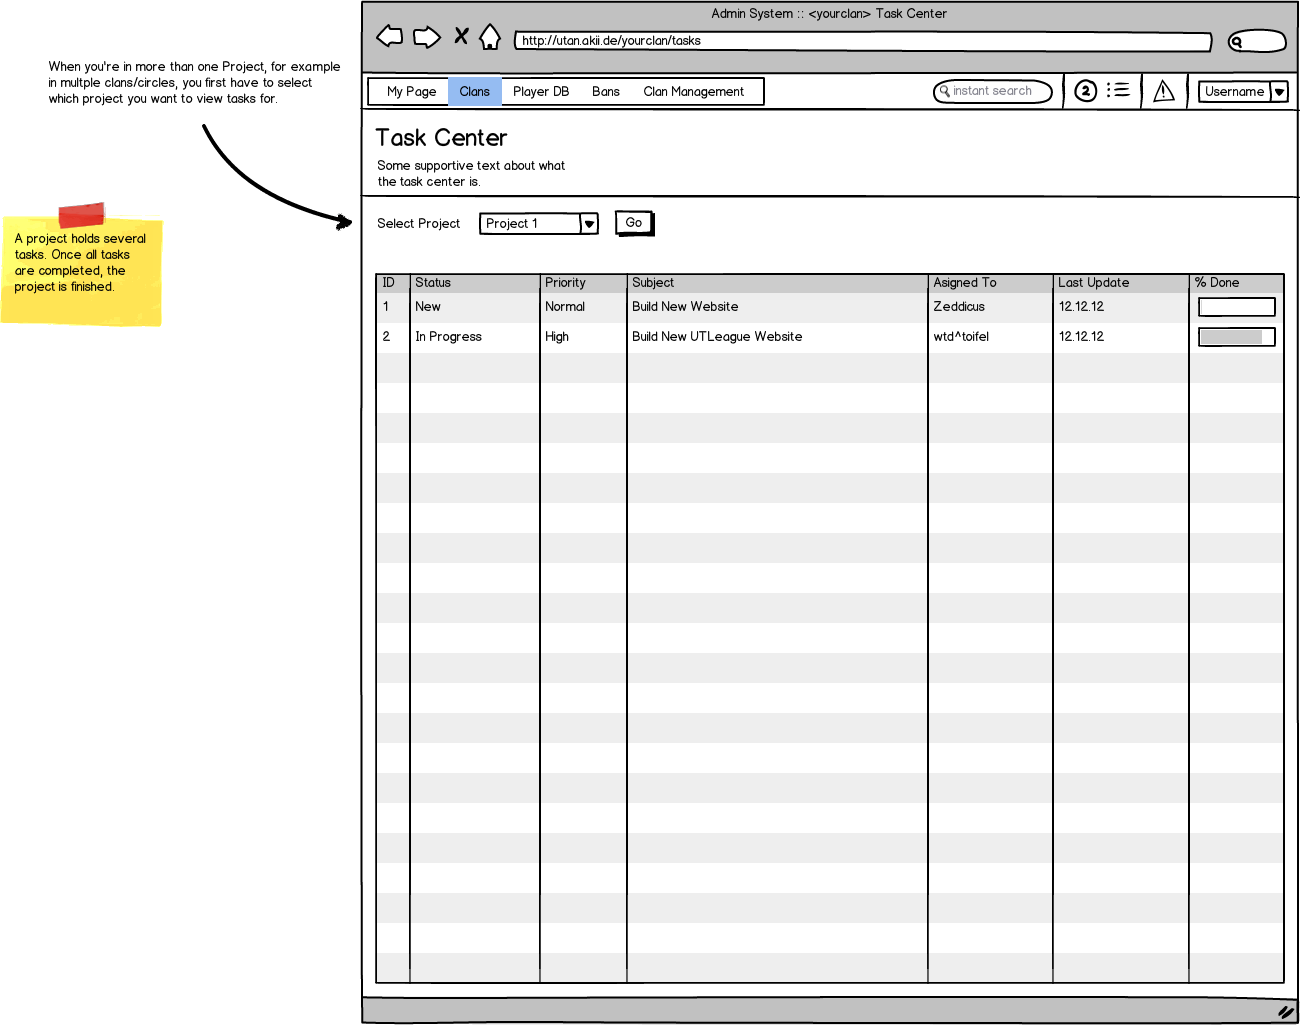 Admin System :: <yourclan> Task Center
http://utan.akii.de/yourclan/tasks
When you're in more than one Project, for example
in multple clans/circles, you first have to select
which project you want to view tasks for.
My Page Clans Player DB Bans Clan Management
instant search
2
Username
Task Center
Some supportive text about what
the task center is.
Select Project Project 1 Go
A project holds several
tasks. Once all tasks
are completed, the
project is finished.
ID Status Priority Subject Asigned To Last Update % Done
1 New Normal Build New Website Zeddicus 12.12.12
2 In Progress High Build New UTLeague Website wtd^toifel 12.12.12